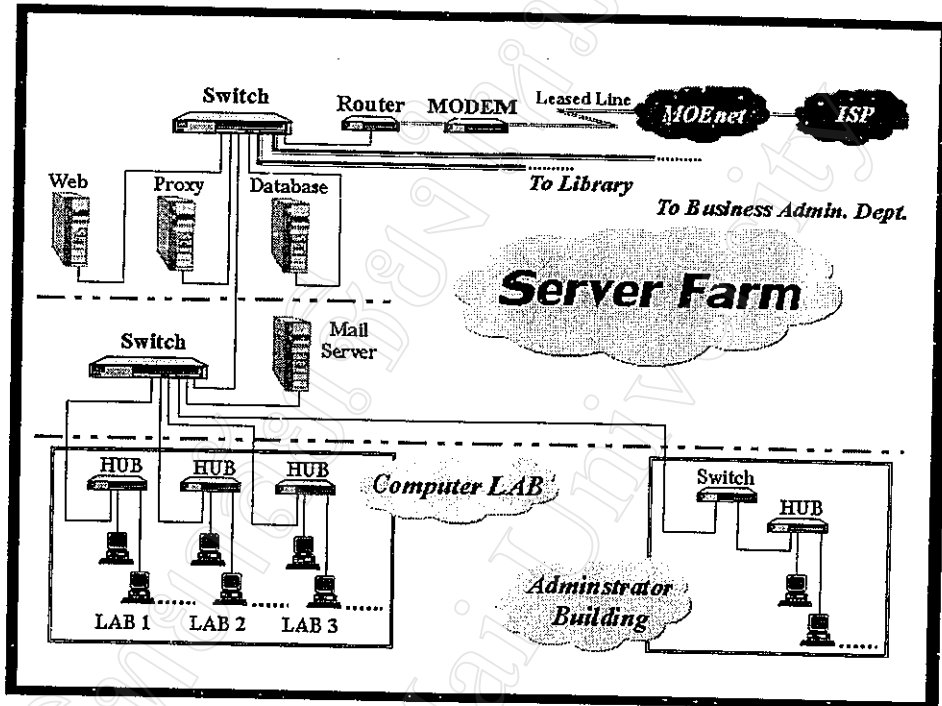 Switch
Router
MODEM
Leased Line
MOEnet
ISP
To Library
To Business Admin. Dept.
Web
Proxy
Database
Server Farm
Mail
Server
Switch
HUB
HUB
HUB
Computer LAB
Switch
HUB
LAB 1
LAB 2
LAB 3
Adminstrator
Building